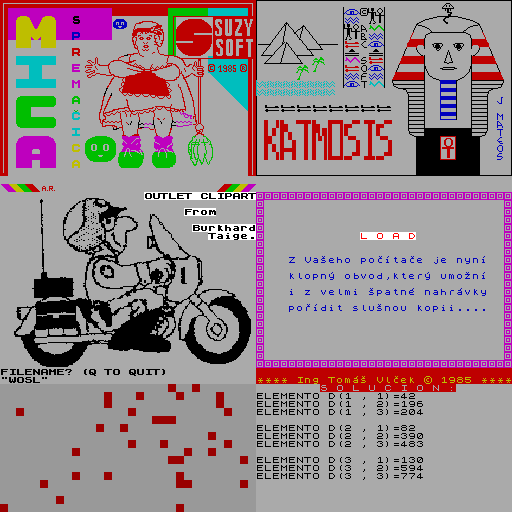 MICA
SPREMAČICA
SUZY
SOFT
© 1985 ®
KATMOSIS
A.R.
OUTLET CLIPART
From
Burkhard
Taige.
FILENAME? (Q TO QUIT)
"WOSL"
LOAD
Z Vašeho počítače je nyní
klopný obvod,který umožní
i z velmi špatné nahrávky
pořídit slušnou kopii....
**** Ing Tomáš Vlček © 1985 ****
SOLUCION:
ELEMENTO D(1 , 1)=42
ELEMENTO D(1 , 2)=196
ELEMENTO D(1 , 3)=204
ELEMENTO D(2 , 1)=82
ELEMENTO D(2 , 2)=390
ELEMENTO D(2 , 3)=483
ELEMENTO D(3 , 1)=130
ELEMENTO D(3 , 2)=594
ELEMENTO D(3 , 3)=774